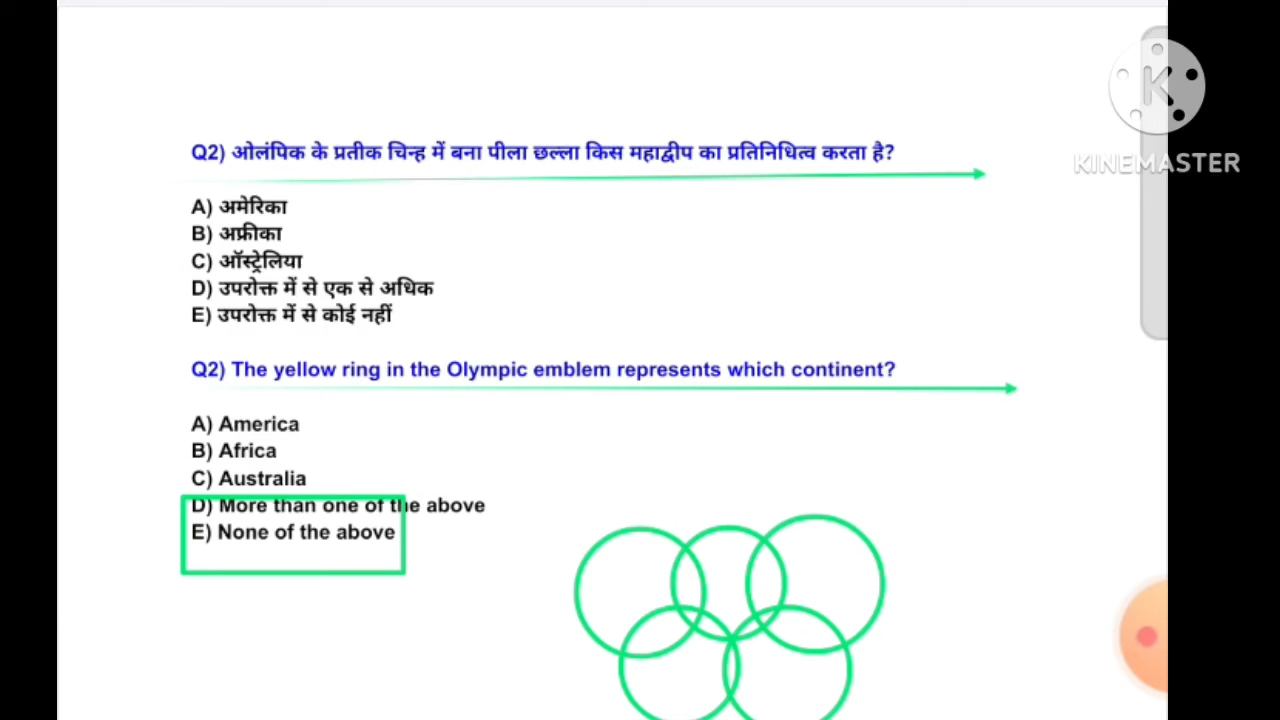 Q2) ओलंपिक के प्रतीक चिन्ह में बना पीला छल्ला किस महाद्वीप का प्रतिनिधित्व करता है?
A) अमेरिका
B) अफ्रीका
C) ऑस्ट्रेलिया
D) उपरोक्त में से एक से अधिक
E) उपरोक्त में से कोई नहीं
Q2) The yellow ring in the Olympic emblem represents which continent?
A) America
B) Africa
C) Australia
D) More than one of the above
E) None of the above
K
KINEMASTER